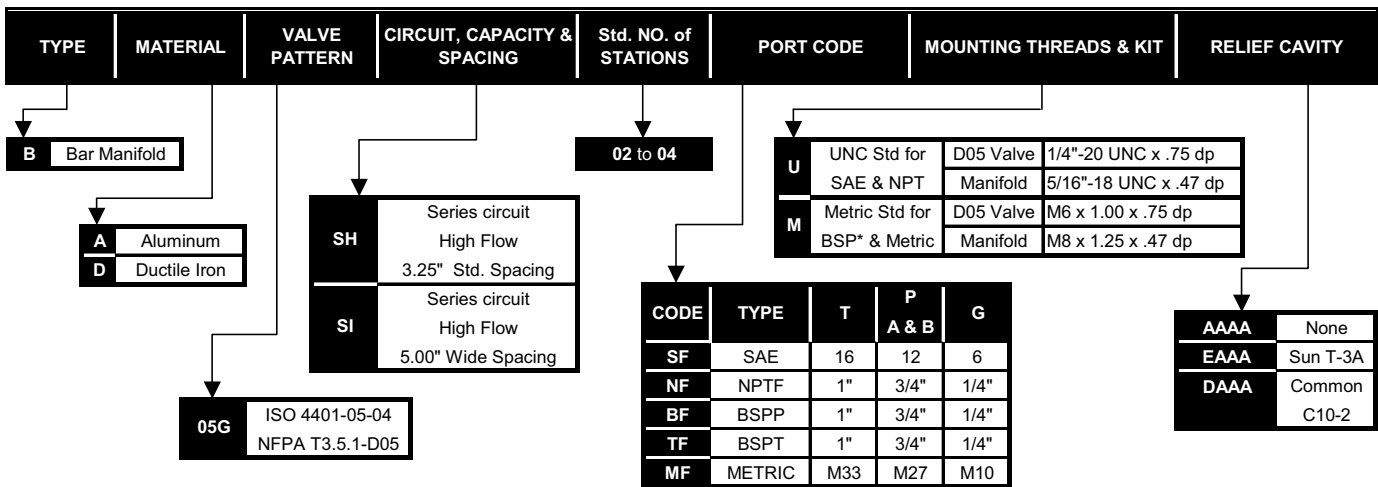 TYPE
MATERIAL
VALVE
PATTERN
CIRCUIT, CAPACITY &
SPACING
Std. NO. of
STATIONS
PORT CODE
MOUNTING THREADS & KIT
RELIEF CAVITY
B Bar Manifold
A Aluminum
D Ductile Iron
05G
ISO 4401-05-04
NFPA T3.5.1-D05
SH
Series circuit
High Flow
3.25" Std. Spacing
SI
Series circuit
High Flow
5.00" Wide Spacing
02 to 04
CODE TYPE T P A & B G
SF SAE 16 12 6
NF NPTF 1" 3/4" 1/4"
BF BSPP 1" 3/4" 1/4"
TF BSPT 1" 3/4" 1/4"
MF METRIC M33 M27 M10
U
UNC Std for D05 Valve 1/4"-20 UNC x .75 dp
SAE & NPT Manifold 5/16"-18 UNC x .47 dp
M
Metric Std for D05 Valve M6 x 1.00 x .75 dp
BSP* & Metric Manifold M8 x 1.25 x .47 dp
AAAA None
EAAA Sun T-3A
DAAA Common
C10-2